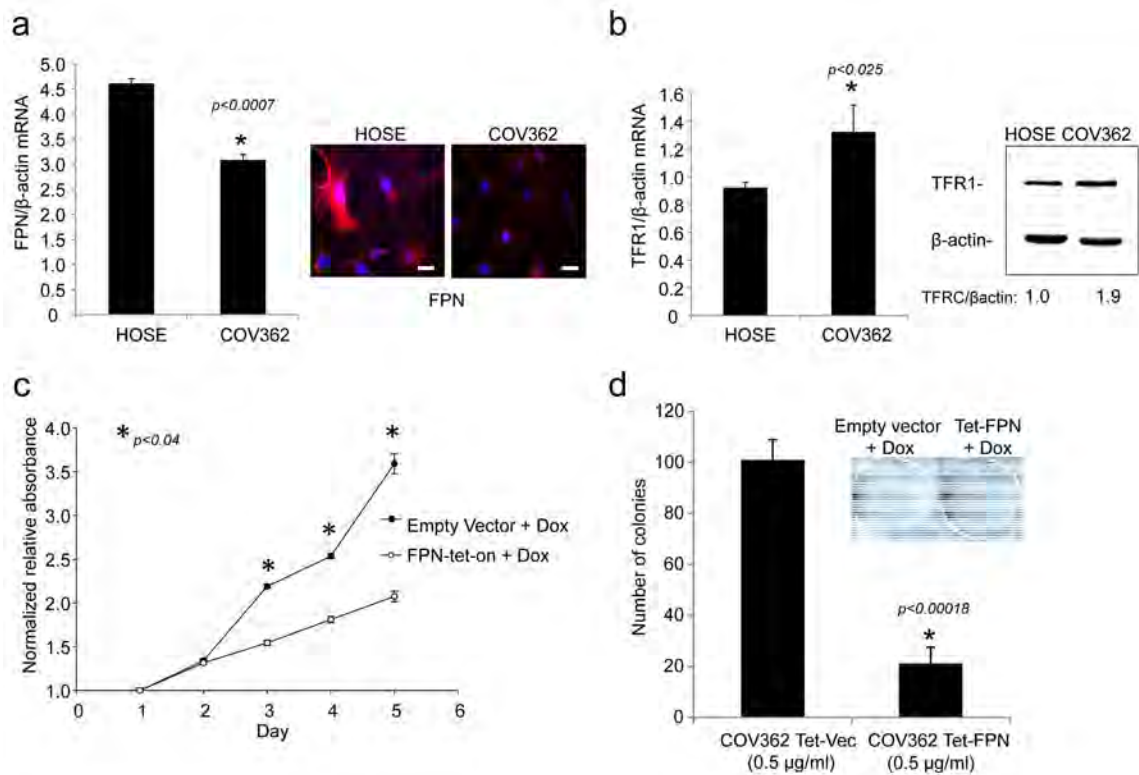 a
FPN/β-actin mRNA
5.0
4.5
4.0
3.5
3.0
2.5
2.0
1.5
1.0
0.5
0
p<0.0007
*
HOSE
COV362
HOSE
COV362
FPN
b
TFR1/β-actin mRNA
1.6
1.4
1.2
1.0
0.8
0.6
0.4
0.2
0
p<0.025
*
HOSE
COV362
HOSE COV362
TFR1-
β-actin-
TFRC/βactin: 1.0 1.9
c
Normalized relative absorbance
4.0
3.5
3.0
2.5
2.0
1.5
1.0
* p<0.04
*
*
*
Empty Vector + Dox
FPN-tet-on + Dox
0 1 2 3 4 5 6
Day
d
Number of colonies
120
100
80
60
40
20
0
Empty vector + Dox
Tet-FPN + Dox
p<0.00018
*
COV362 Tet-Vec
(0.5 µg/ml)
COV362 Tet-FPN
(0.5 µg/ml)